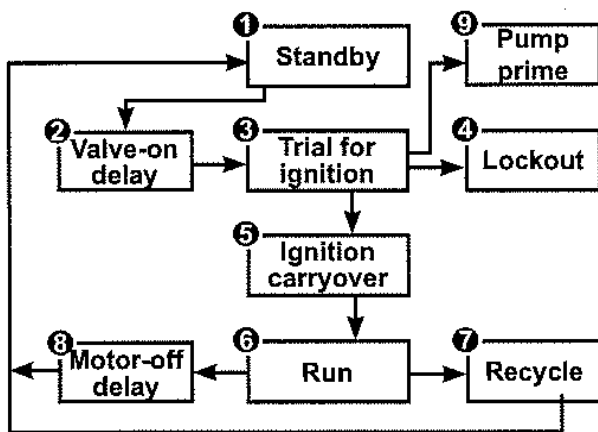 1
Standby
9
Pump
prime
2
Valve-on
delay
3
Trial for
ignition
4
Lockout
5
Ignition
carryover
8
Motor-off
delay
6
Run
7
Recycle